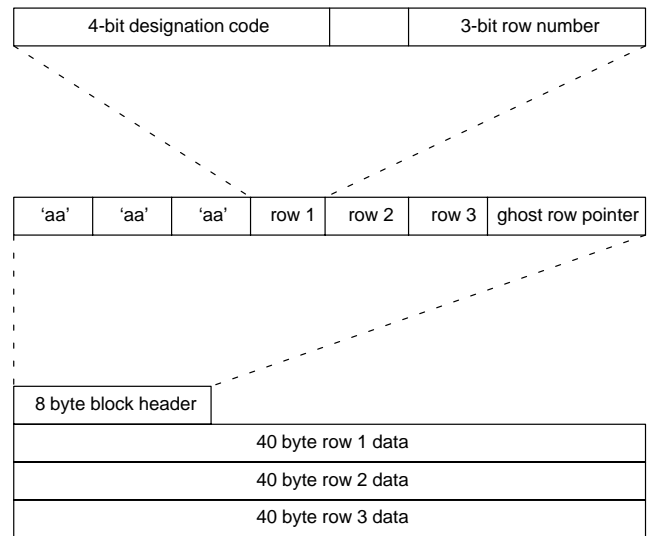 4-bit designation code 3-bit row number
‘aa’ ‘aa’ ‘aa’ row 1 row 2 row 3 ghost row pointer
8 byte block header
40 byte row 1 data
40 byte row 2 data
40 byte row 3 data